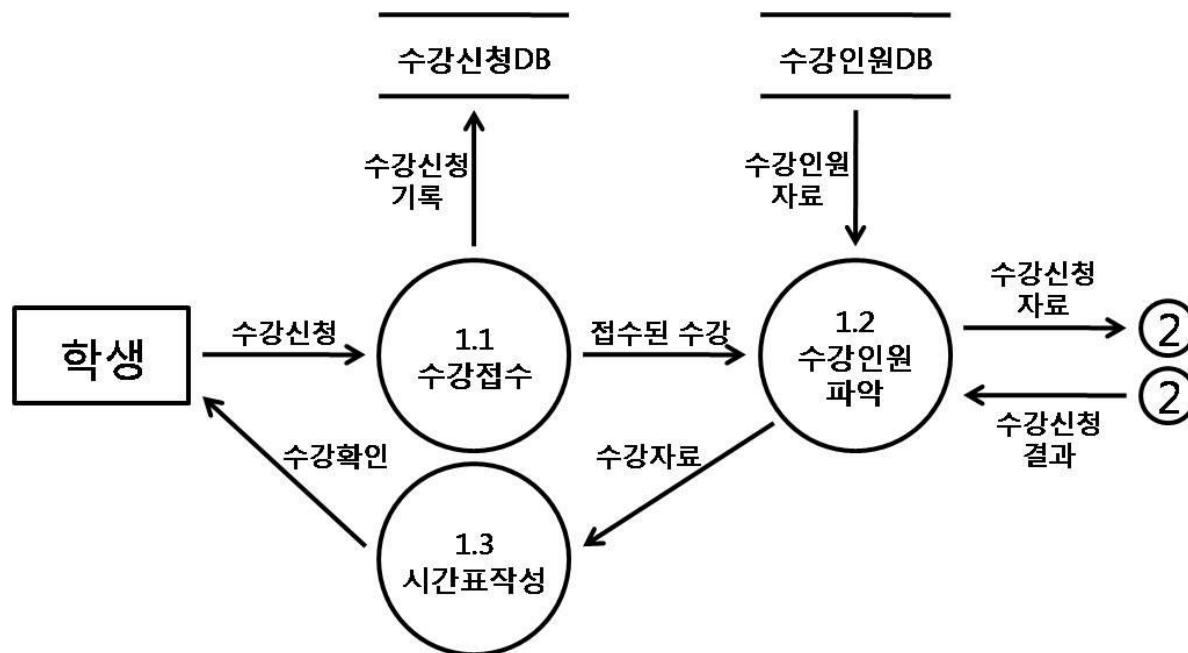 수강신청DB
수강인원DB
수강신청
기록
수강인원
자료
학생
수강신청
1.1
수강접수
접수된 수강
1.2
수강인원
파악
수강신청
자료
2
2
수강신청
결과
수강확인
수강자료
1.3
시간표작성